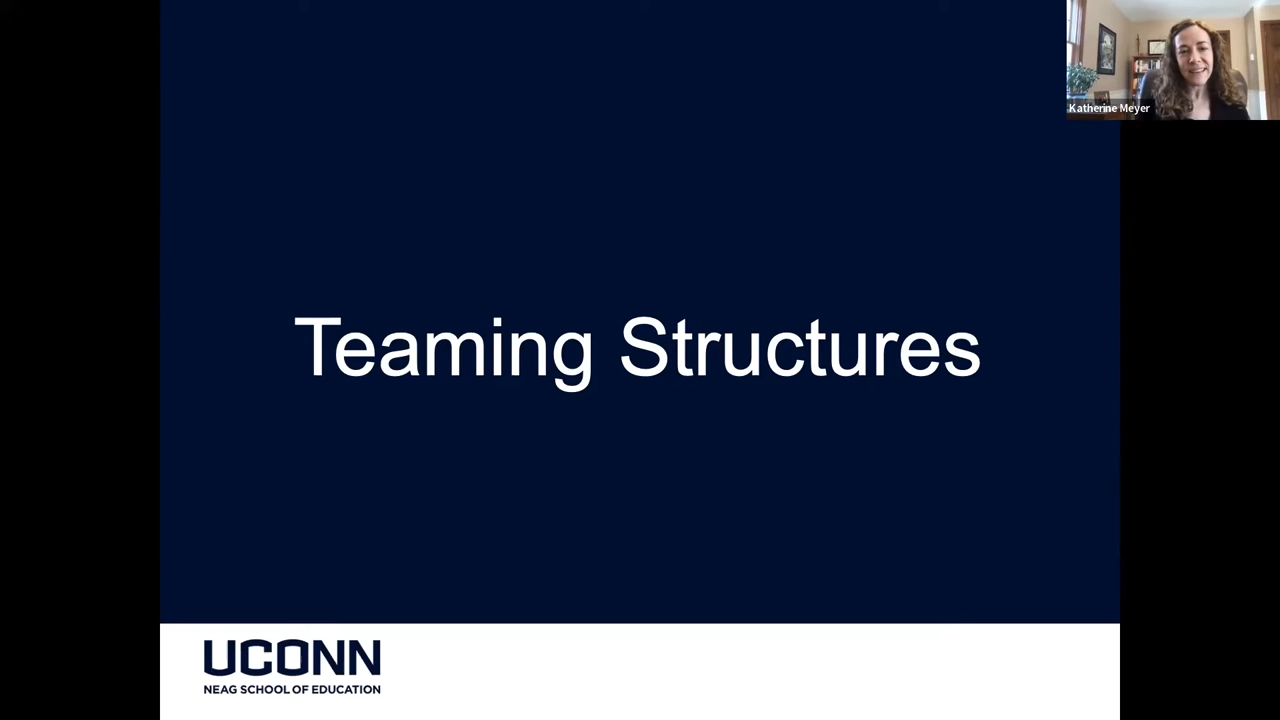 Katherine Meyer
Teaming Structures
UCONN
NEAG SCHOOL OF EDUCATION